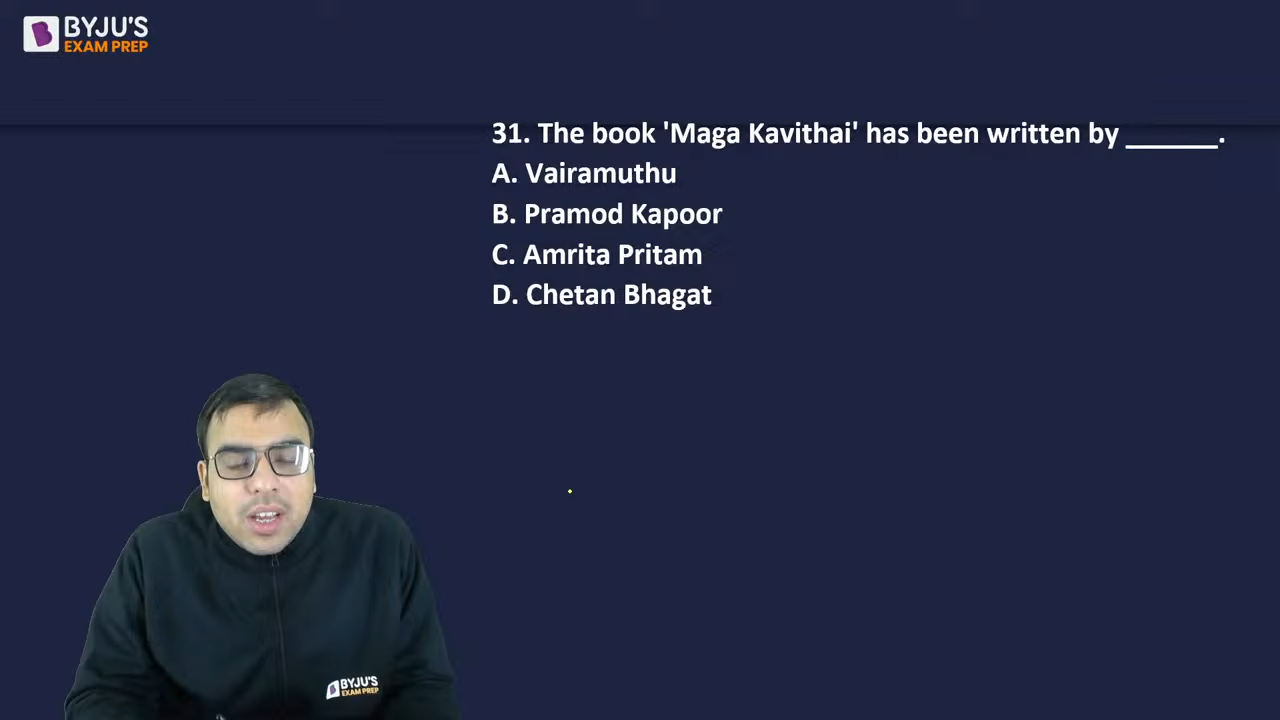 BYJU'S
EXAM PREP
31. The book 'Maga Kavithai' has been written by ______.
A. Vairamuthu
B. Pramod Kapoor
C. Amrita Pritam
D. Chetan Bhagat
BYJU'S
EXAM PREP